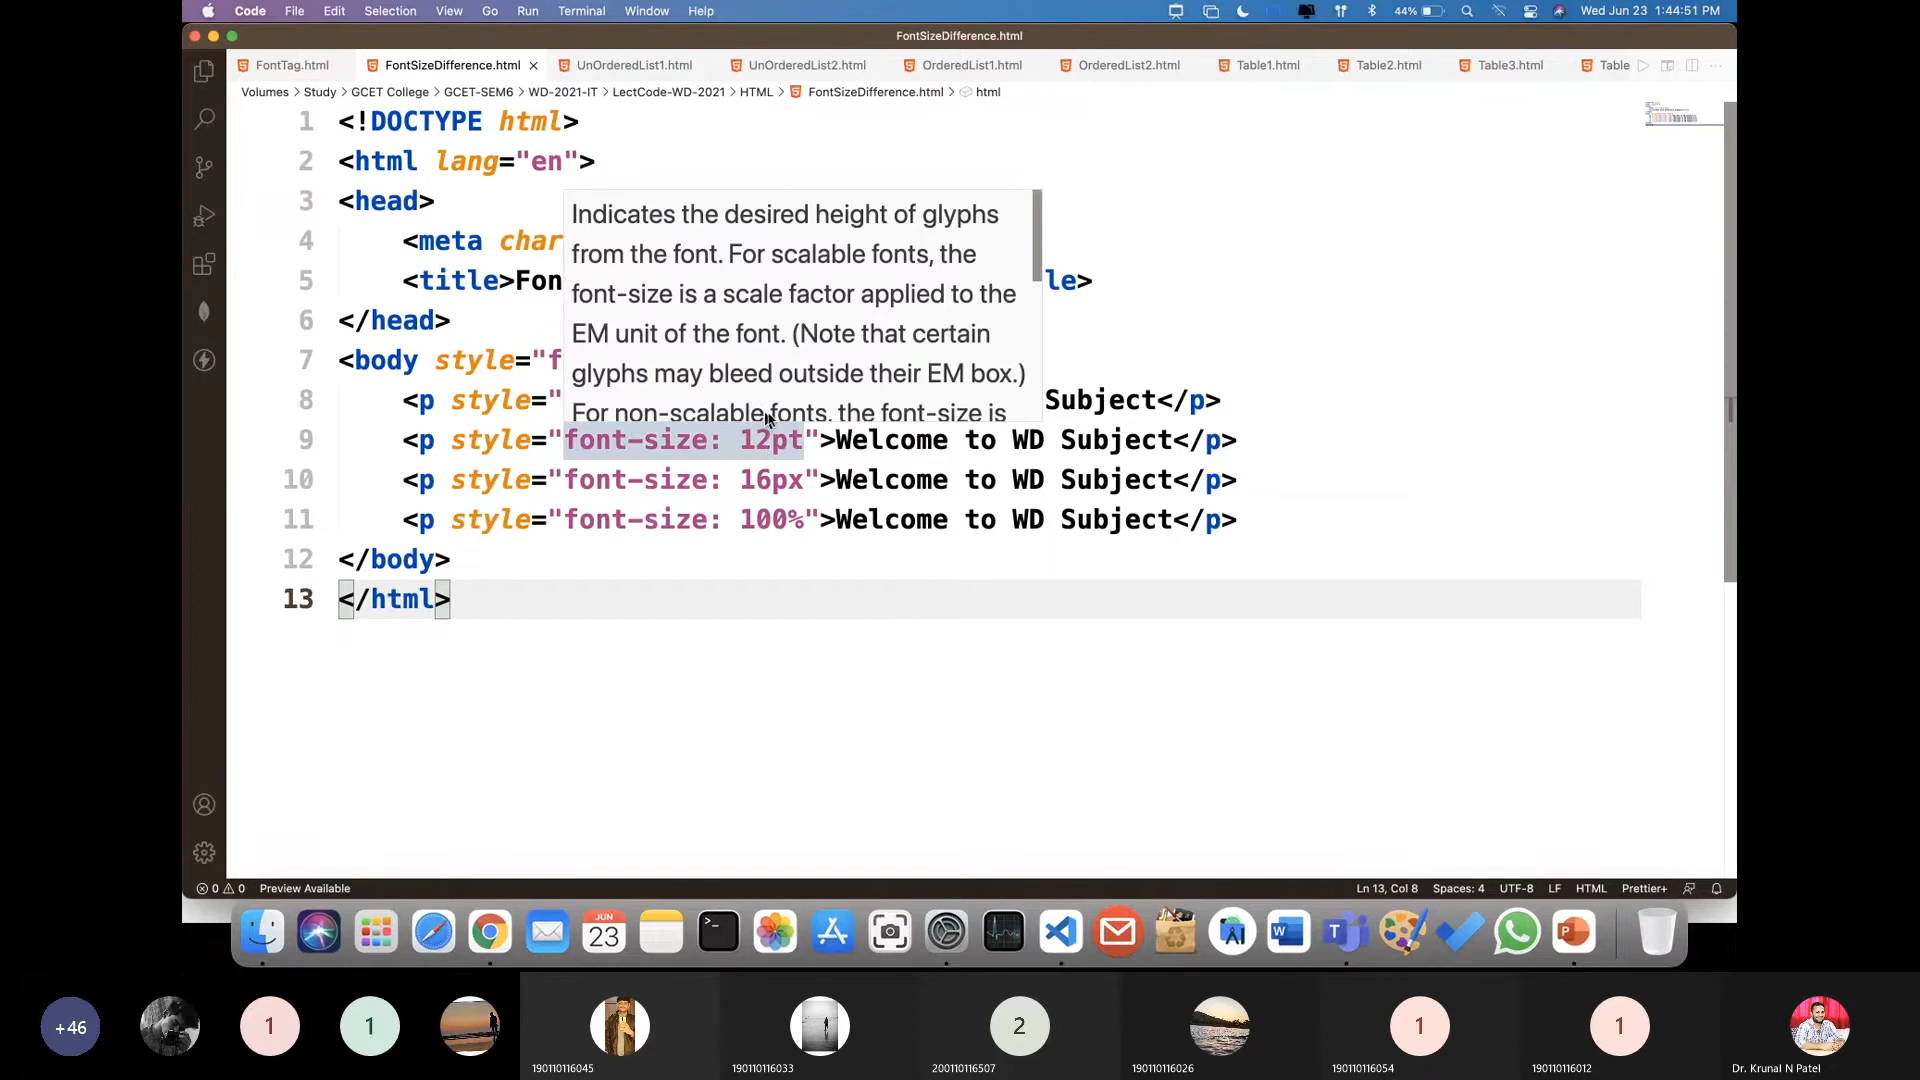 Code File Edit Selection View Go Run Terminal Window Help 44% Wed Jun 23 1:44:51 PM
FontSizeDifference.html
FontTag.html FontSizeDifference.html UnOrderedList1.html UnOrderedList2.html OrderedList1.html OrderedList2.html Table1.html Table2.html Table3.html Table
Volumes > Study > GCET College > GCET-SEM6 > WD-2021-IT > LectCode-WD-2021 > HTML > FontSizeDifference.html > html
1 <!DOCTYPE html>
2 <html lang="en">
3 <head>
4 <meta char
5 <title>Fon le>
6 </head>
7 <body style="f
8 <p style=" Subject</p>
9 <p style="font-size: 12pt">Welcome to WD Subject</p>
10 <p style="font-size: 16px">Welcome to WD Subject</p>
11 <p style="font-size: 100%">Welcome to WD Subject</p>
12 </body>
13 </html>
Indicates the desired height of glyphs
from the font. For scalable fonts, the
font-size is a scale factor applied to the
EM unit of the font. (Note that certain
glyphs may bleed outside their EM box.)
For non-scalable fonts, the font-size is
0 0 Preview Available Ln 13, Col 8 Spaces: 4 UTF-8 LF HTML Prettier+
JUN
23
+46 1 1 2 1 1
190110116045 190110116033 200110116507 190110116026 190110116054 190110116012 Dr. Krunal N Patel